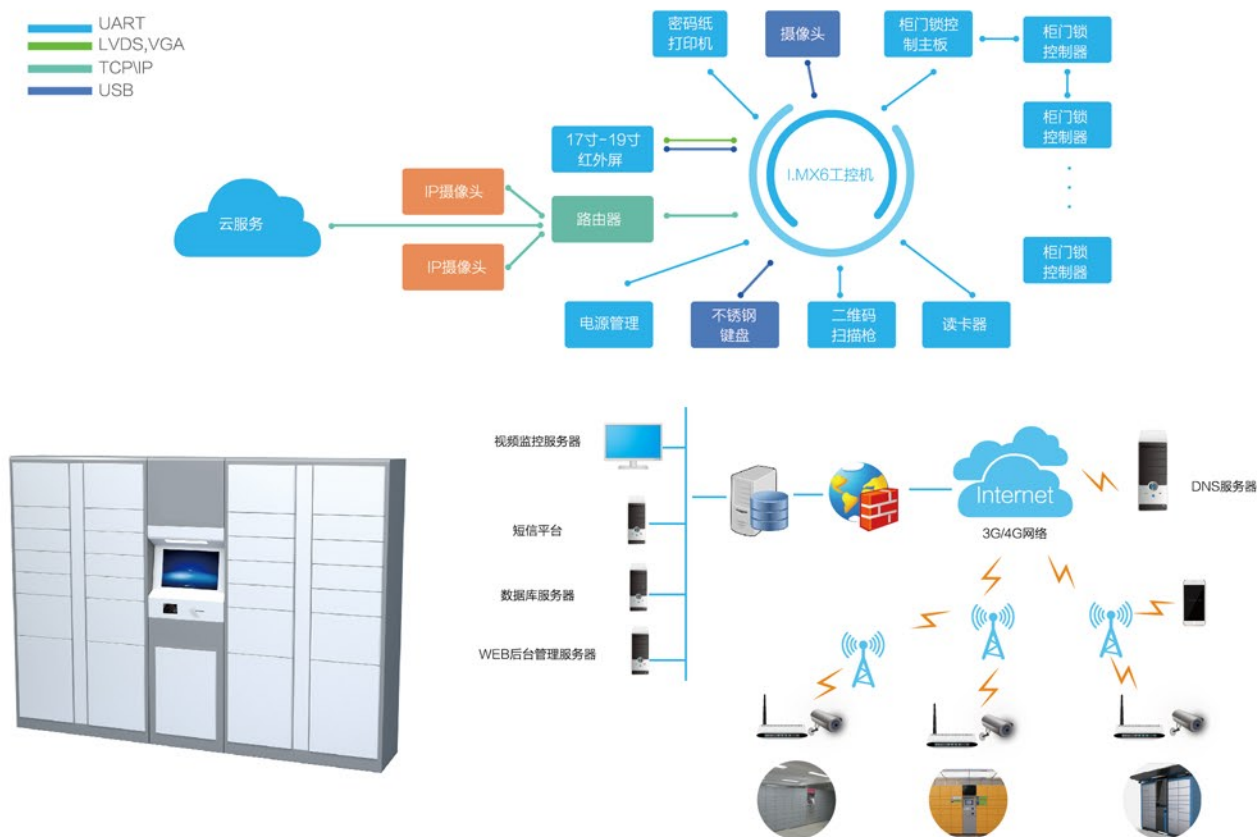 UART
LVDS,VGA
TCP\IP
USB
密码纸
打印机
摄像头
柜门锁控
制主板
柜门锁
控制器
柜门锁
控制器
17寸-19寸
红外屏
I.MX6工控机
IP摄像头
云服务
路由器
IP摄像头
柜门锁
控制器
电源管理
不锈钢
键盘
二维码
扫描枪
读卡器
视频监控服务器
短信平台
数据库服务器
WEB后台管理服务器
Internet
3G/4G网络
DNS服务器